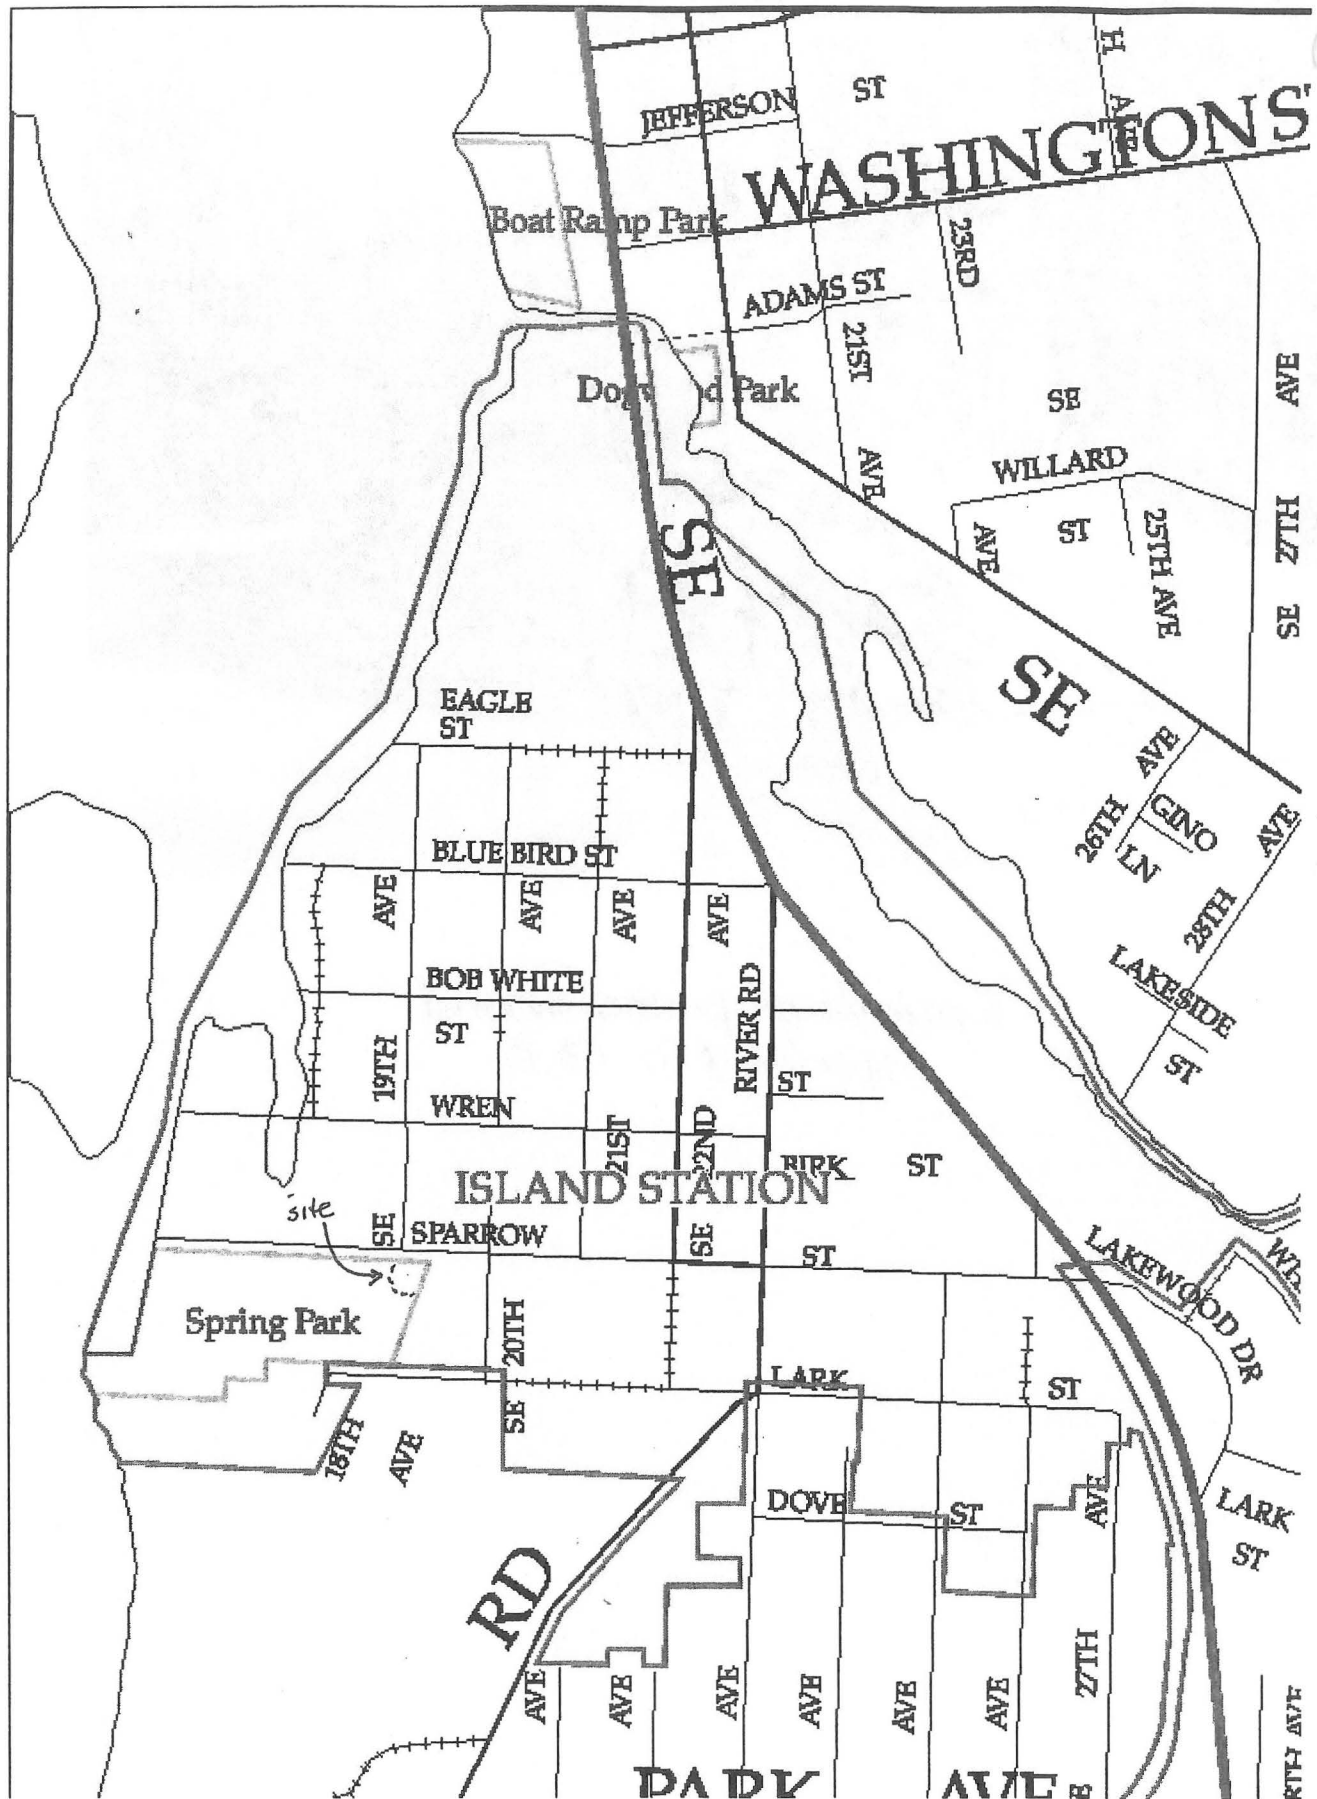 H AVE
ST
JEFFERSON
WASHINGTON ST
Boat Ramp Park
23RD
ADAMS ST
21ST
AVE
Park
SE
AVE
WILLARD
ST
AVE
25TH AVE
SE 27TH
SE
SE
EAGLE
ST
AVE
26TH
GINO
LN
AVE
28TH
BLUE BIRD ST
AVE
AVE
AVE
AVE
LAKESIDE
ST
BOB WHITE
ST
RIVER RD
19TH
ST
WREN
21ST
22ND
BIRK
ST
ISLAND STATION
site
SE
SPARROW
SE
ST
LAKEWOOD DR
Spring Park
20TH
SE
LARK
ST
18TH
AVE
DOVE
ST
AVE
LARK
ST
RD
27TH
AVE
AVE
AVE
AVE
AVE
AVE
PARK AVE